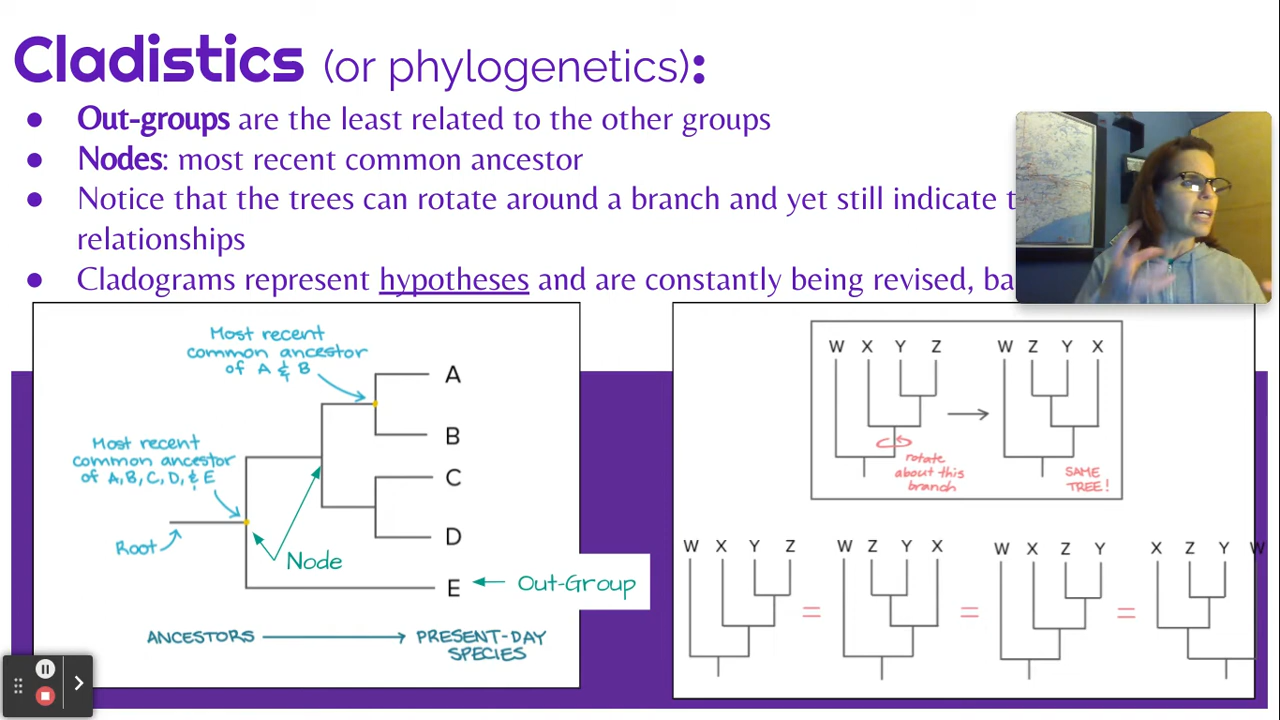 Cladistics (or phylogenetics):
● Out-groups are the least related to the other groups
● Nodes: most recent common ancestor
● Notice that the trees can rotate around a branch and yet still indicate
relationships
● Cladograms represent hypotheses and are constantly being revised,
Most recent
common ancestor
of A & B
A
B
Most recent
common ancestor
of A, B, C, D, & E
C
D
Root
Node
E
Out-Group
ANCESTORS
PRESENT-DAY
SPECIES
W X Y Z
W Z Y X
rotate
about this
branch
SAME
TREE!
W X Y Z
=
W Z Y X
=
W X Z Y
=
X Z Y W